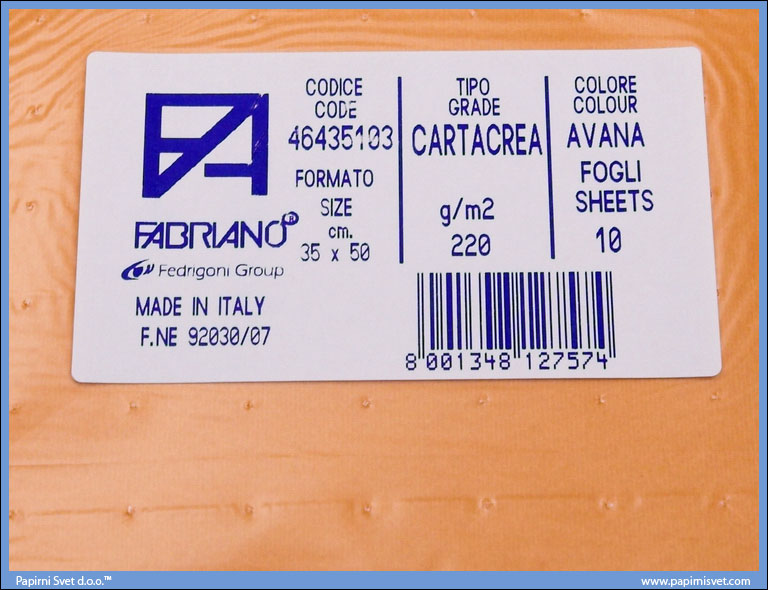 FABRIANO®
Fedrigoni Group
MADE IN ITALY
F.NE 92030/07
CODICE
CODE
46435103
FORMATO
SIZE
cm.
35 x 50
TIPO
GRADE
CARTACREA
g/m2
220
COLORE
COLOUR
AVANA
FOGLI
SHEETS
10
8 001348 127574
Papirni Svet d.o.o.™
www.papirnisvet.com